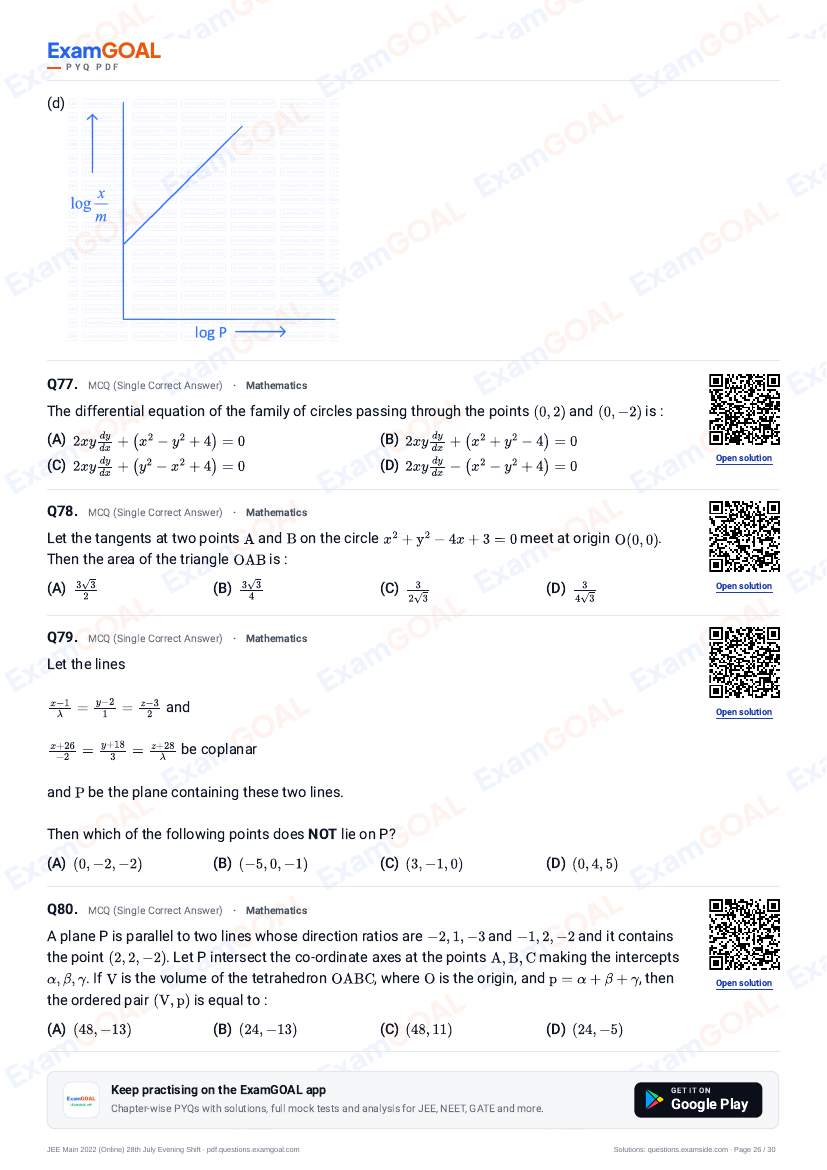 ExamGOAL
PYQ PDF
(d)
log x/m
log P
Q77. MCQ (Single Correct Answer) · Mathematics
The differential equation of the family of circles passing through the points (0, 2) and (0, −2) is :
(A) 2xy dy/dx + (x² − y² + 4) = 0 (B) 2xy dy/dx + (x² + y² − 4) = 0
(C) 2xy dy/dx + (y² − x² + 4) = 0 (D) 2xy dy/dx − (x² − y² + 4) = 0
Open solution
Q78. MCQ (Single Correct Answer) · Mathematics
Let the tangents at two points A and B on the circle x² + y² − 4x + 3 = 0 meet at origin O(0, 0).
Then the area of the triangle OAB is :
(A) 3√3/2 (B) 3√3/4 (C) 3/2√3 (D) 3/4√3
Open solution
Q79. MCQ (Single Correct Answer) · Mathematics
Let the lines
x−1/λ = y−2/1 = z−3/2 and
x+26/−2 = y+18/3 = z+28/λ be coplanar
and P be the plane containing these two lines.
Then which of the following points does NOT lie on P?
(A) (0, −2, −2) (B) (−5, 0, −1) (C) (3, −1, 0) (D) (0, 4, 5)
Open solution
Q80. MCQ (Single Correct Answer) · Mathematics
A plane P is parallel to two lines whose direction ratios are −2, 1, −3 and −1, 2, −2 and it contains
the point (2, 2, −2). Let P intersect the co-ordinate axes at the points A, B, C making the intercepts
α, β, γ. If V is the volume of the tetrahedron OABC, where O is the origin, and p = α + β + γ, then
the ordered pair (V, p) is equal to :
(A) (48, −13) (B) (24, −13) (C) (48, 11) (D) (24, −5)
Open solution
ExamGOAL
Keep practising on the ExamGOAL app
Chapter-wise PYQs with solutions, full mock tests and analysis for JEE, NEET, GATE and more.
GET IT ON
Google Play
JEE Main 2022 (Online) 28th July Evening Shift · pdf.questions.examgoal.com
Solutions: questions.examside.com · Page 26 / 30